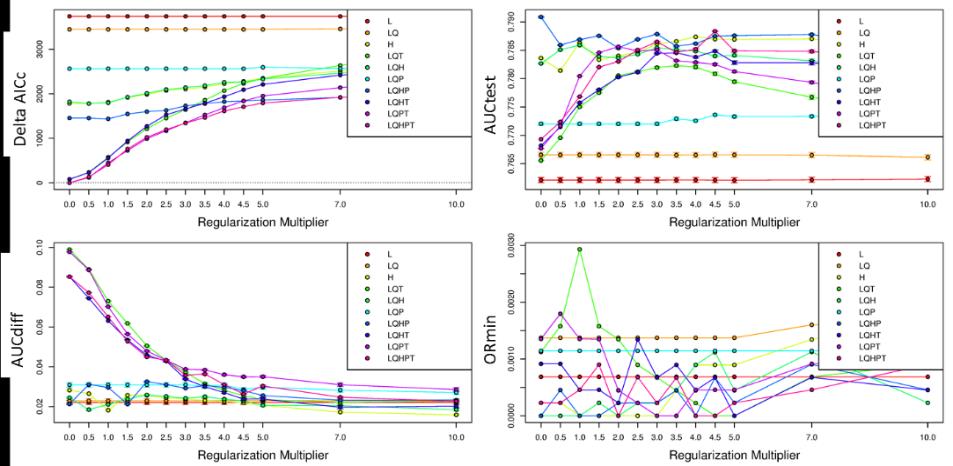 Delta AICc
3000
2000
1000
0
0.0 0.5 1.0 1.5 2.0 2.5 3.0 3.5 4.0 4.5 5.0 7.0 10.0
Regularization Multiplier
L
LQ
H
LQT
LQH
LQP
LQHP
LQHT
LQPT
LQHPT
AUCtest
0.790
0.785
0.780
0.775
0.770
0.765
0.0 0.5 1.0 1.5 2.0 2.5 3.0 3.5 4.0 4.5 5.0 7.0 10.0
Regularization Multiplier
L
LQ
H
LQT
LQH
LQP
LQHP
LQHT
LQPT
LQHPT
AUCdiff
0.10
0.08
0.06
0.04
0.02
0.0 0.5 1.0 1.5 2.0 2.5 3.0 3.5 4.0 4.5 5.0 7.0 10.0
Regularization Multiplier
L
LQ
H
LQT
LQH
LQP
LQHP
LQHT
LQPT
LQHPT
ORmin
0.0030
0.0020
0.0010
0.0000
0.0 0.5 1.0 1.5 2.0 2.5 3.0 3.5 4.0 4.5 5.0 7.0 10.0
Regularization Multiplier
L
LQ
H
LQT
LQH
LQP
LQHP
LQHT
LQPT
LQHPT